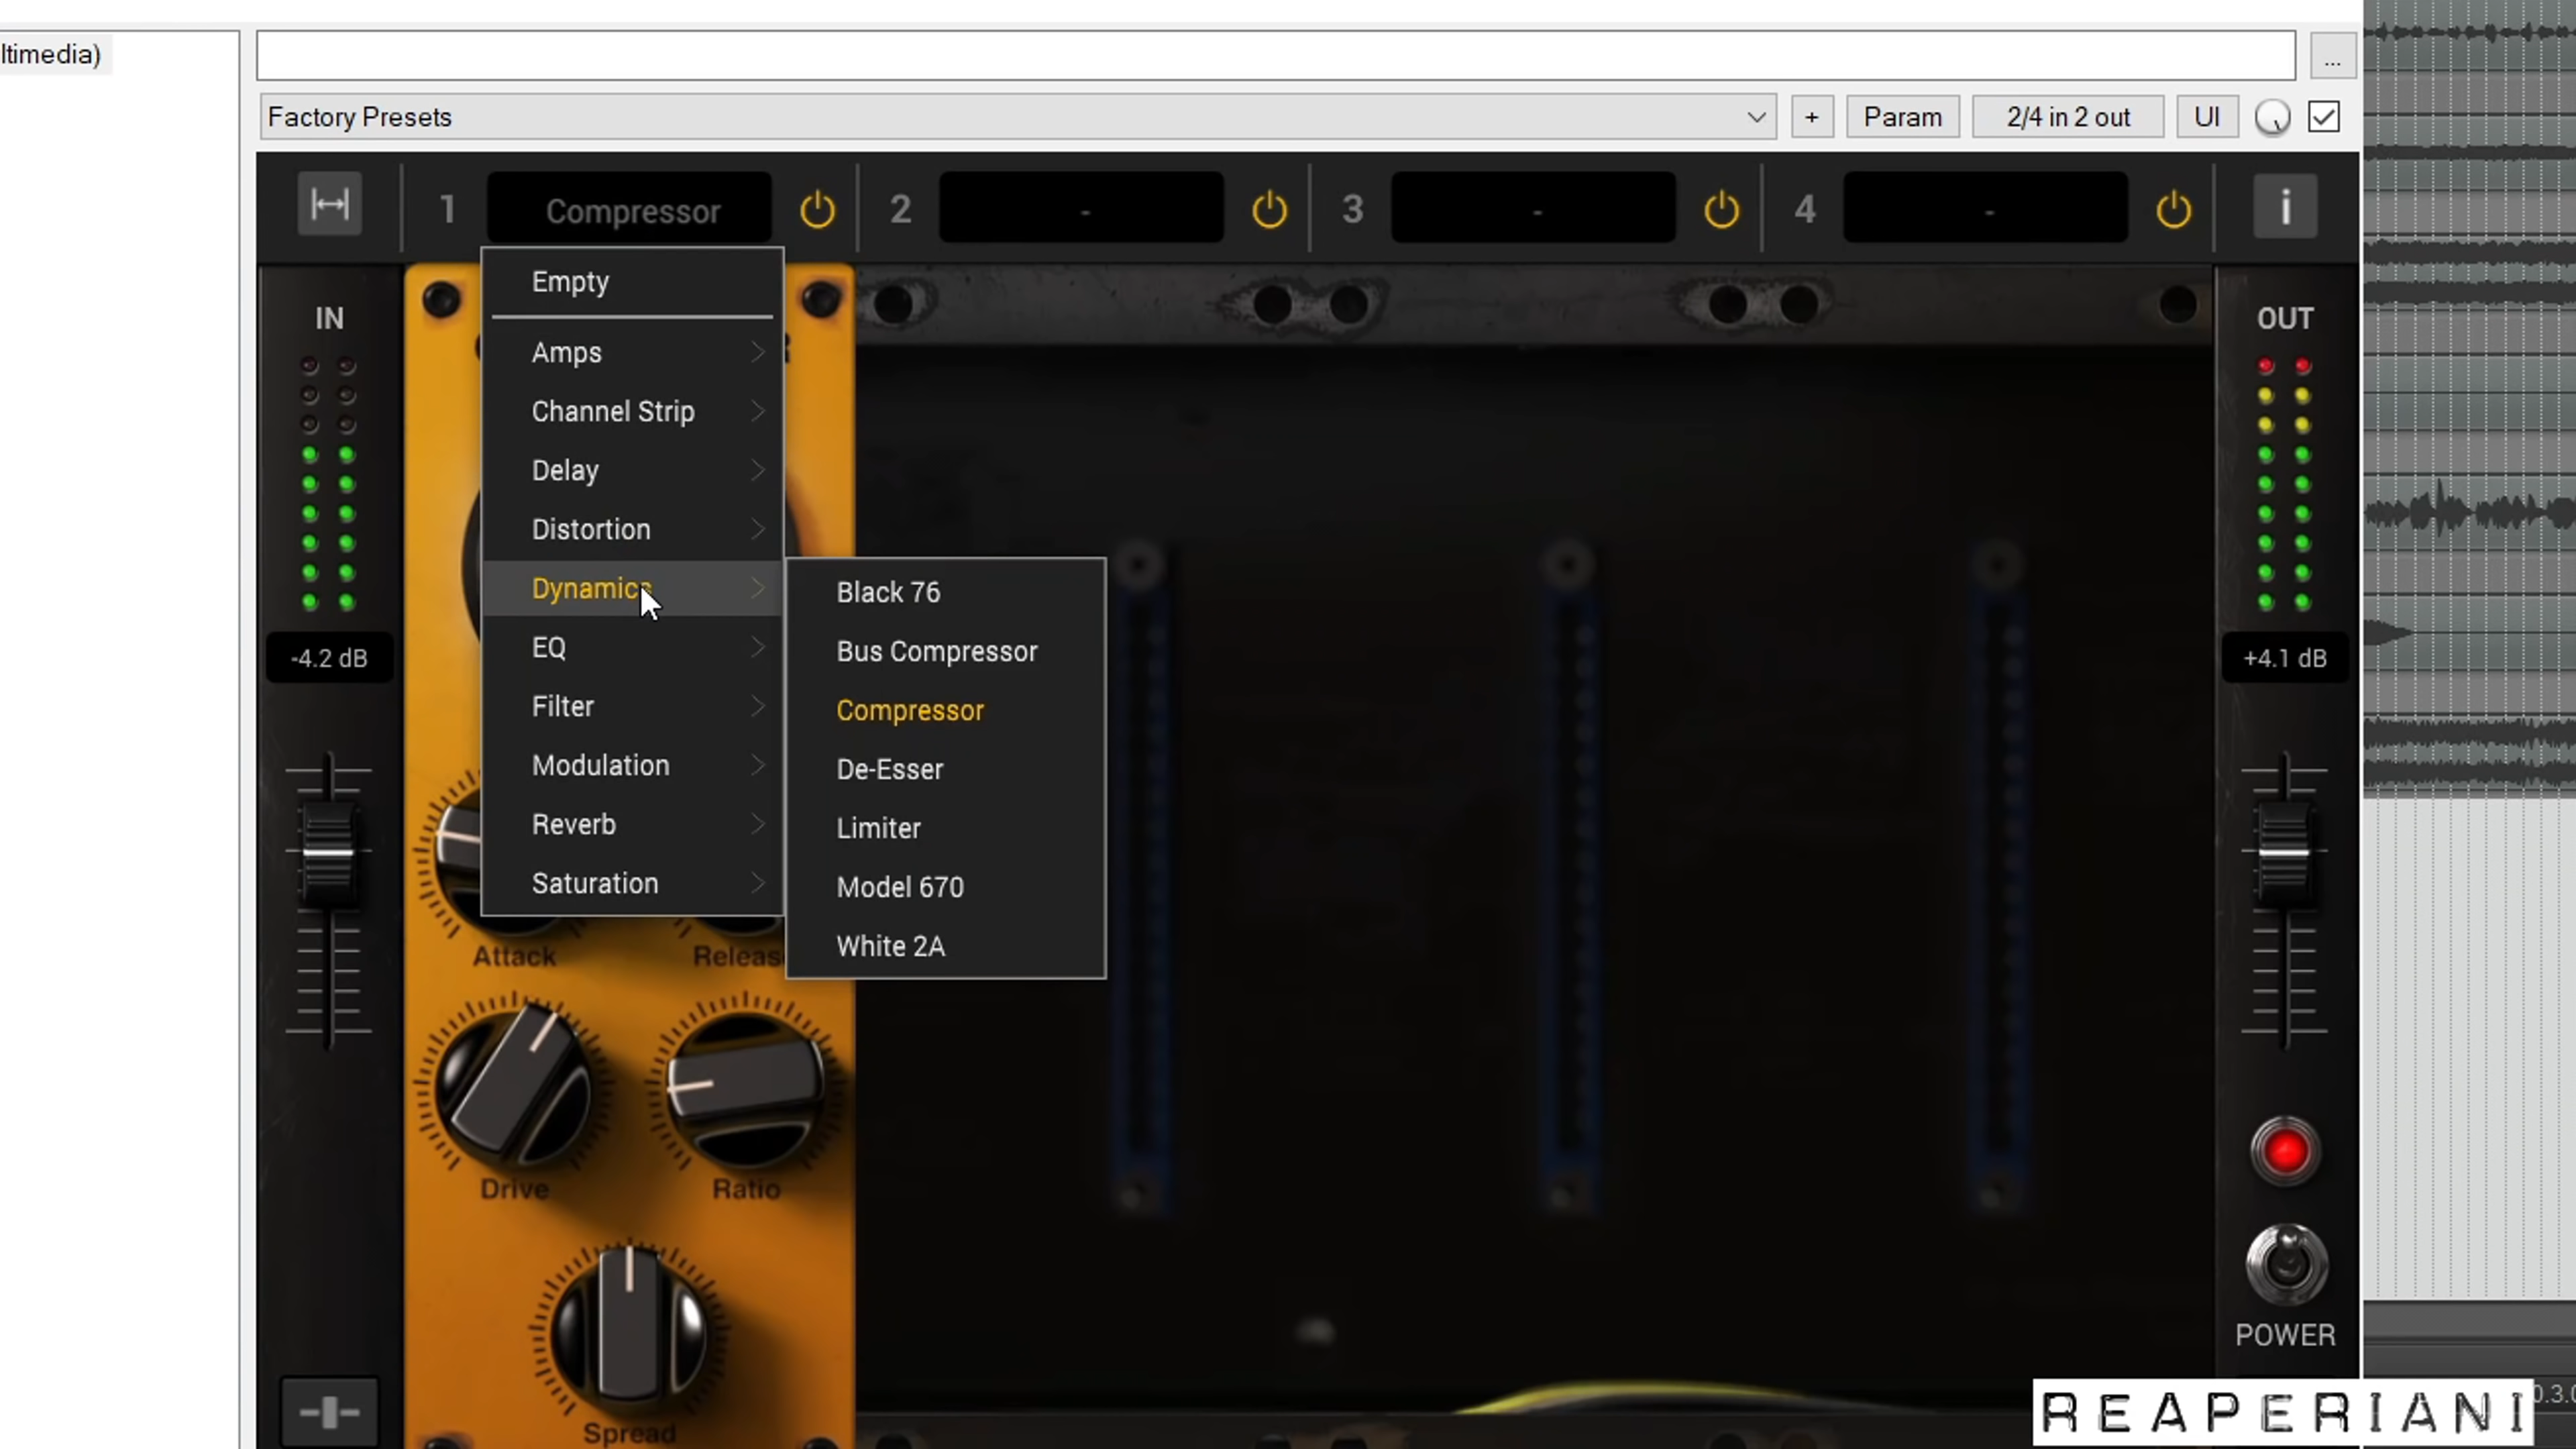 ltimedia)
...
Factory Presets
+
Param
2/4 in 2 out
UI
1
Compressor
2
-
3
-
4
-
i
IN
OUT
-4.2 dB
+4.1 dB
Empty
Amps
Channel Strip
Delay
Distortion
Dynamics
EQ
Filter
Modulation
Reverb
Saturation
Black 76
Bus Compressor
Compressor
De-Esser
Limiter
Model 670
White 2A
Attack
Release
Drive
Ratio
Spread
POWER
REAPERIANI